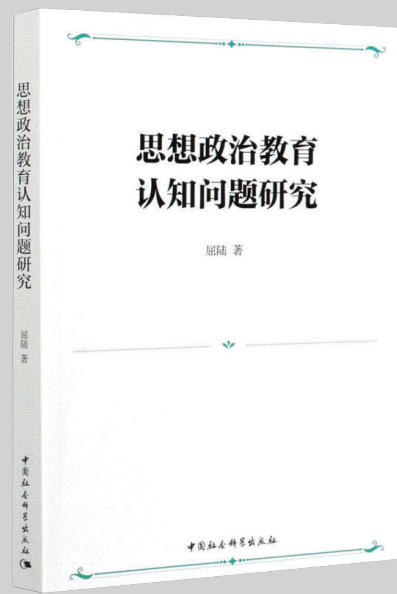 思想政治教育认知问题研究
屈陆 著
中国社会科学出版社
思想政治教育
认知问题研究
屈陆 著
中国社会科学出版社